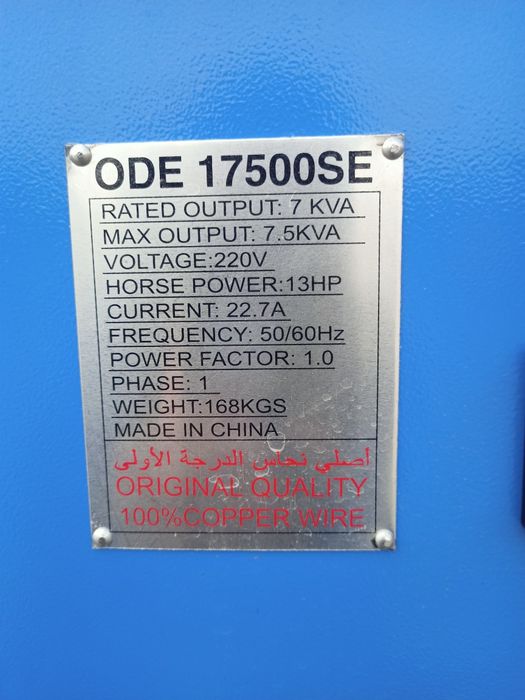 ODE 17500SE
RATED OUTPUT: 7 KVA
MAX OUTPUT: 7.5KVA
VOLTAGE:220V
HORSE POWER:13HP
CURRENT: 22.7A
FREQUENCY: 50/60Hz
POWER FACTOR: 1.0
PHASE: 1
WEIGHT:168KGS
MADE IN CHINA
أصلي نحاس الدرجة الأولى
ORIGINAL QUALITY
100%COPPER WIRE